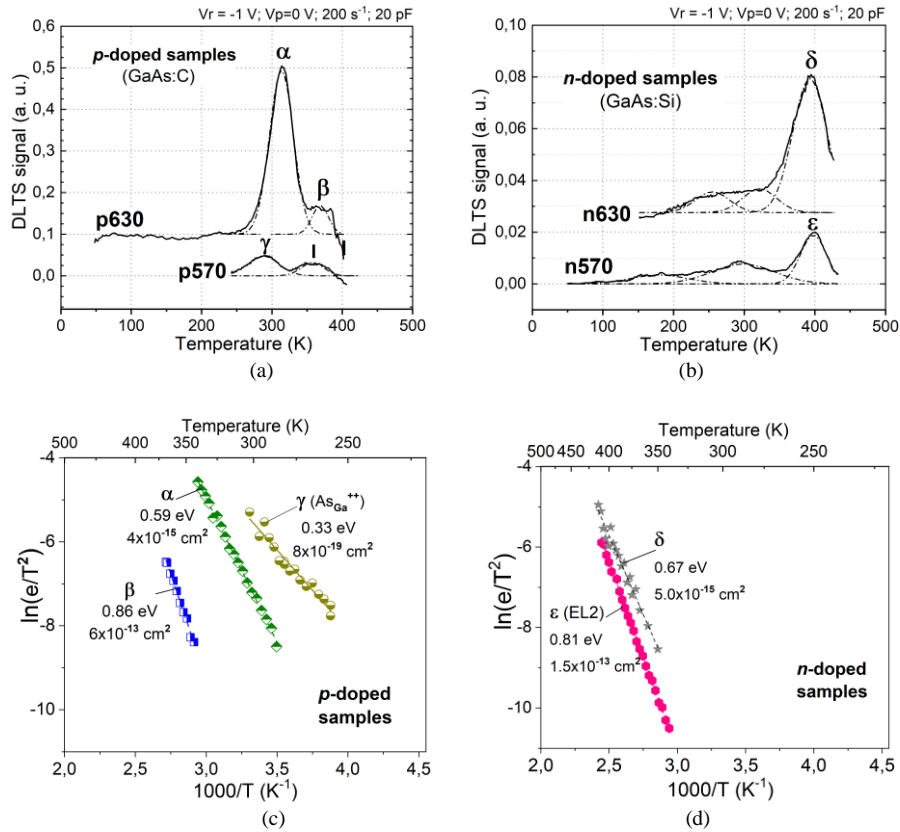 Vr = -1 V; Vp=0 V; 200 s⁻¹; 20 pF
p-doped samples
(GaAs:C)
α
β
p630
γ
I
I
p570
DLTS signal (a. u.)
0,5
0,4
0,3
0,2
0,1
0,0
0 100 200 300 400 500
Temperature (K)
(a)
Vr = -1 V; Vp=0 V; 200 s⁻¹; 20 pF
n-doped samples
(GaAs:Si)
δ
n630
ε
n570
DLTS signal (a. u.)
0,10
0,08
0,06
0,04
0,02
0,00
0 100 200 300 400 500
Temperature (K)
(b)
Temperature (K)
500 400 350 300 250
α
0.59 eV
4x10⁻¹⁵ cm²
γ (As_Ga⁺⁺)
0.33 eV
8x10⁻¹⁹ cm²
β
0.86 eV
6x10⁻¹³ cm²
p-doped
samples
ln(e/T²)
-4
-6
-8
-10
2,0 2,5 3,0 3,5 4,0 4,5
1000/T (K⁻¹)
(c)
Temperature (K)
500 450 400 350 300 250
δ
0.67 eV
5.0x10⁻¹⁵ cm²
ε (EL2)
0.81 eV
1.5x10⁻¹³ cm²
n-doped
samples
ln(e/T²)
-4
-6
-8
-10
2,0 2,5 3,0 3,5 4,0 4,5
1000/T (K⁻¹)
(d)